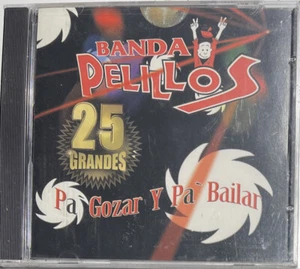 BANDA
PELILLOS
25
GRANDES
Pa' Gozar Y Pa' Bailar